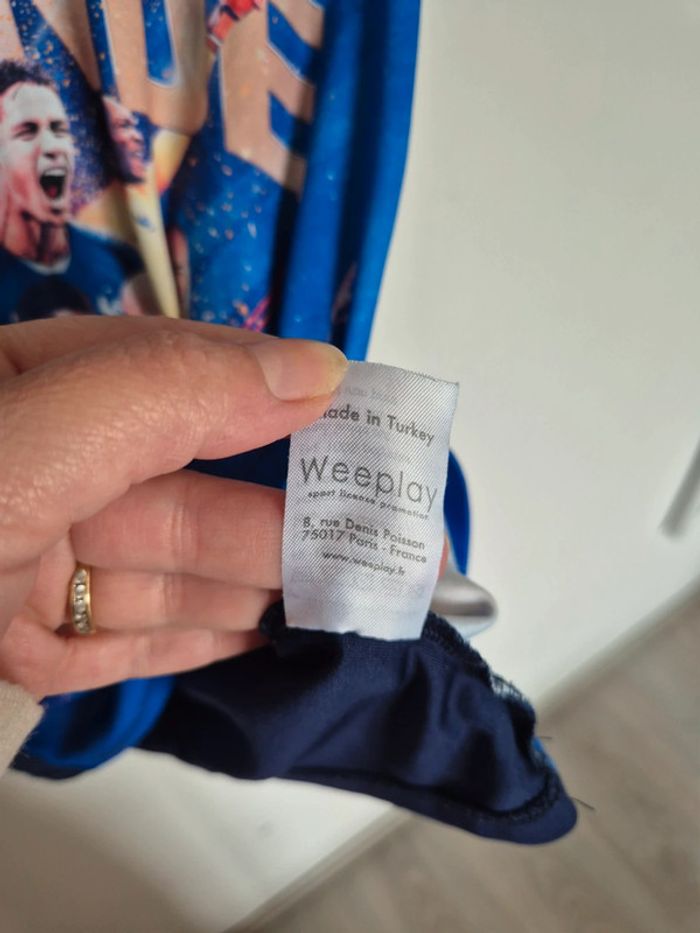 Made in Turkey
weeplay
sport license promotion
8, rue Denis Poisson
75017 Paris - France
www.weeplay.fr